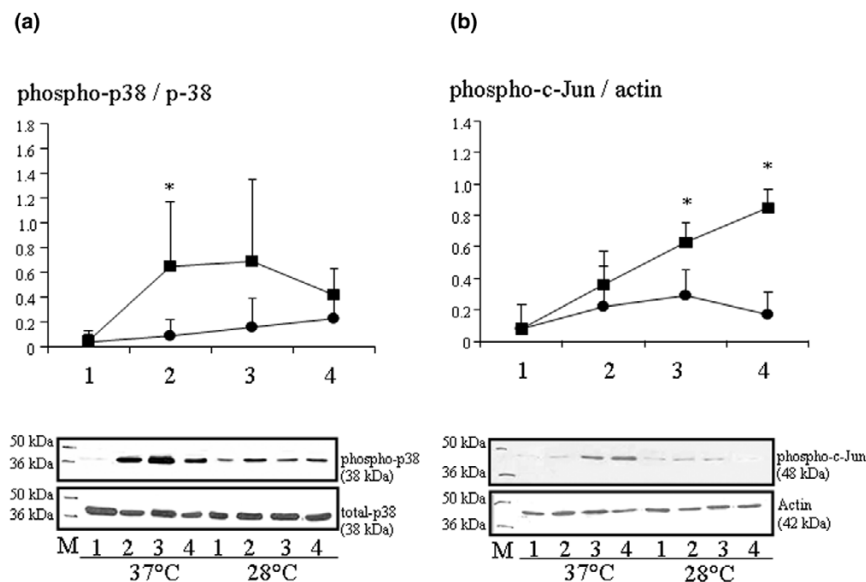 (a)
phospho-p38 / p-38
1.8
1.6
1.4
1.2
1.0
0.8
0.6
0.4
0.2
0
*
1 2 3 4
50 kDa
36 kDa
phospho-p38
(38 kDa)
50 kDa
36 kDa
total-p38
(38 kDa)
M 1 2 3 4 1 2 3 4
37°C 28°C
(b)
phospho-c-Jun / actin
1.4
1.2
1.0
0.8
0.6
0.4
0.2
0
* *
1 2 3 4
50 kDa
36 kDa
phospho-c-Jun
(48 kDa)
50 kDa
36 kDa
Actin
(42 kDa)
M 1 2 3 4 1 2 3 4
37°C 28°C